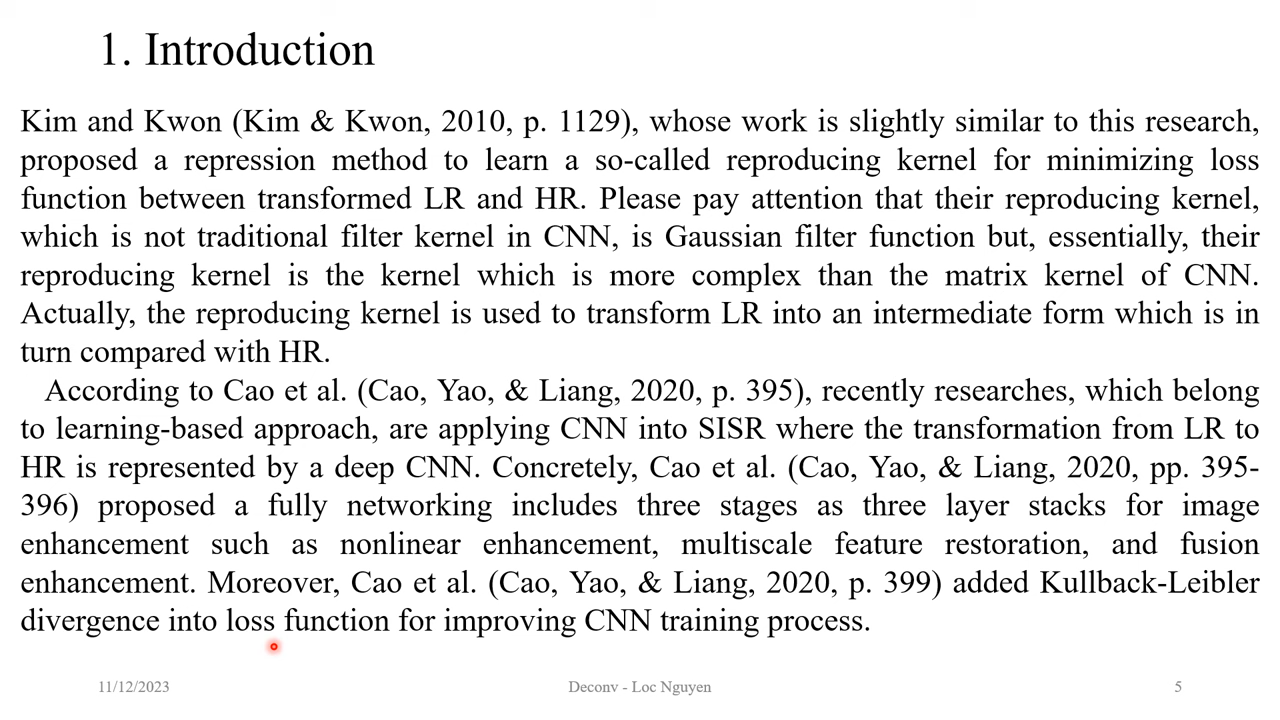 1. Introduction
Kim and Kwon (Kim & Kwon, 2010, p. 1129), whose work is slightly similar to this research,
proposed a repression method to learn a so-called reproducing kernel for minimizing loss
function between transformed LR and HR. Please pay attention that their reproducing kernel,
which is not traditional filter kernel in CNN, is Gaussian filter function but, essentially, their
reproducing kernel is the kernel which is more complex than the matrix kernel of CNN.
Actually, the reproducing kernel is used to transform LR into an intermediate form which is in
turn compared with HR.
According to Cao et al. (Cao, Yao, & Liang, 2020, p. 395), recently researches, which belong
to learning-based approach, are applying CNN into SISR where the transformation from LR to
HR is represented by a deep CNN. Concretely, Cao et al. (Cao, Yao, & Liang, 2020, pp. 395-
396) proposed a fully networking includes three stages as three layer stacks for image
enhancement such as nonlinear enhancement, multiscale feature restoration, and fusion
enhancement. Moreover, Cao et al. (Cao, Yao, & Liang, 2020, p. 399) added Kullback-Leibler
divergence into loss function for improving CNN training process.
11/12/2023
Deconv - Loc Nguyen
5